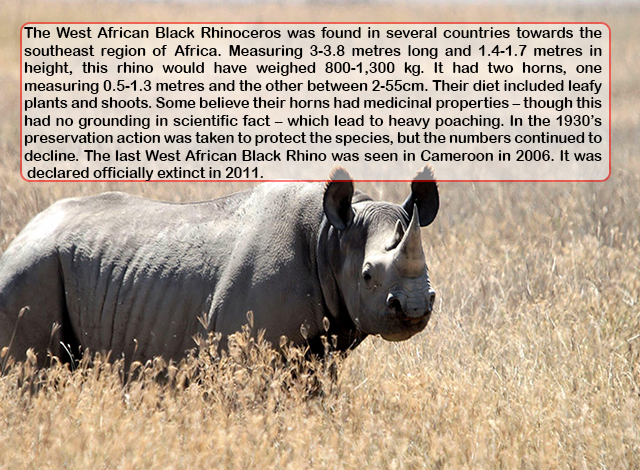 The West African Black Rhinoceros was found in several countries towards the
southeast region of Africa. Measuring 3-3.8 metres long and 1.4-1.7 metres in
height, this rhino would have weighed 800-1,300 kg. It had two horns, one
measuring 0.5-1.3 metres and the other between 2-55cm. Their diet included leafy
plants and shoots. Some believe their horns had medicinal properties – though this
had no grounding in scientific fact – which lead to heavy poaching. In the 1930’s
preservation action was taken to protect the species, but the numbers continued to
decline. The last West African Black Rhino was seen in Cameroon in 2006. It was
declared officially extinct in 2011.